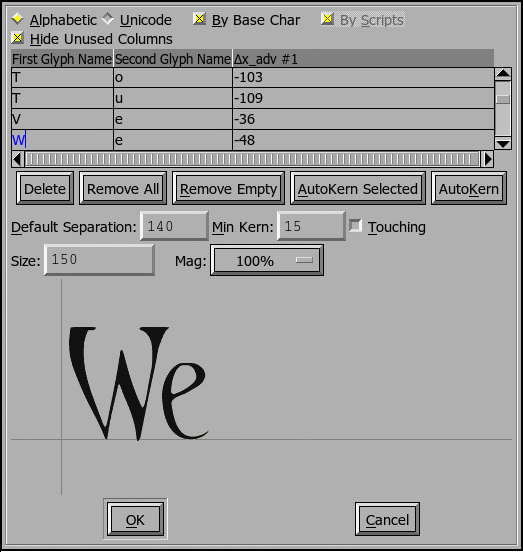 Alphabetic Unicode By Base Char By Scripts
Hide Unused Columns
First Glyph Name Second Glyph Name Δx_adv #1
T o -103
T u -109
V e -36
W e -48
Delete Remove All Remove Empty AutoKern Selected AutoKern
Default Separation: 140 Min Kern: 15 Touching
Size: 150 Mag: 100%
We
OK Cancel